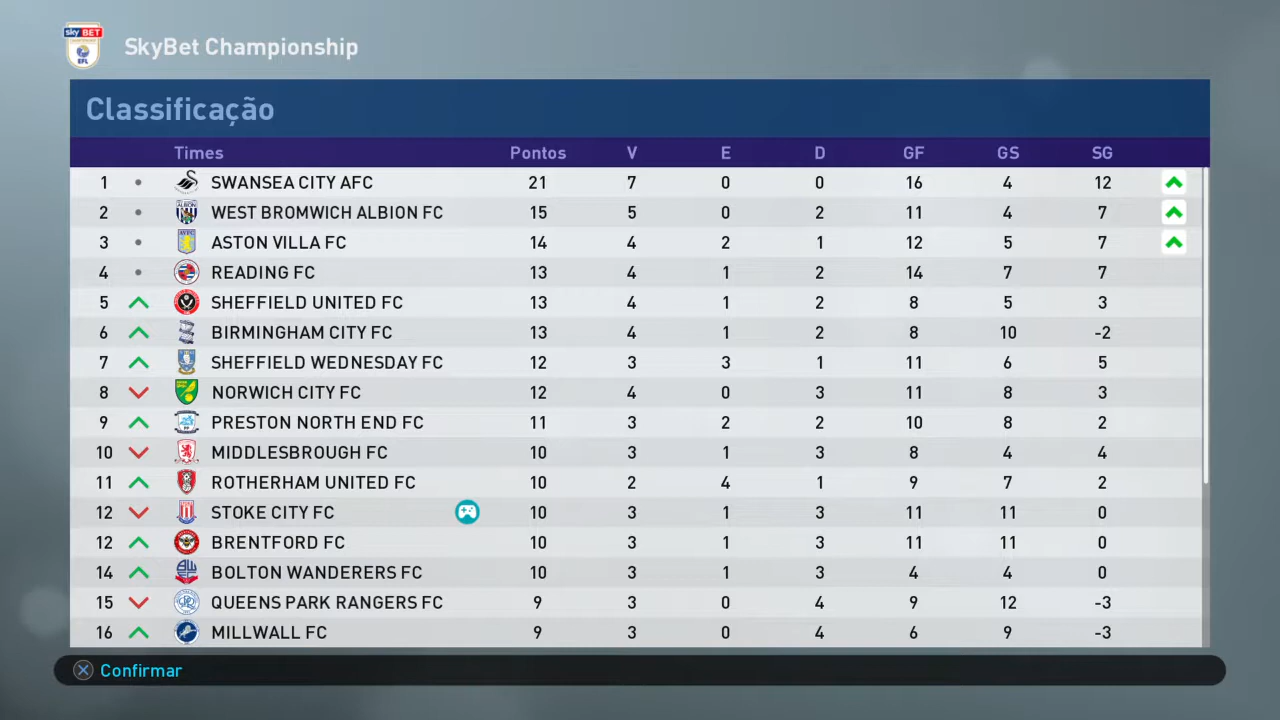 sky BET
EFL
SkyBet Championship
Classificação
Times Pontos V E D GF GS SG
1 SWANSEA CITY AFC 21 7 0 0 16 4 12
2 WEST BROMWICH ALBION FC 15 5 0 2 11 4 7
3 ASTON VILLA FC 14 4 2 1 12 5 7
4 READING FC 13 4 1 2 14 7 7
5 SHEFFIELD UNITED FC 13 4 1 2 8 5 3
6 BIRMINGHAM CITY FC 13 4 1 2 8 10 -2
7 SHEFFIELD WEDNESDAY FC 12 3 3 1 11 6 5
8 NORWICH CITY FC 12 4 0 3 11 8 3
9 PRESTON NORTH END FC 11 3 2 2 10 8 2
10 MIDDLESBROUGH FC 10 3 1 3 8 4 4
11 ROTHERHAM UNITED FC 10 2 4 1 9 7 2
12 STOKE CITY FC 10 3 1 3 11 11 0
12 BRENTFORD FC 10 3 1 3 11 11 0
14 BOLTON WANDERERS FC 10 3 1 3 4 4 0
15 QUEENS PARK RANGERS FC 9 3 0 4 9 12 -3
16 MILLWALL FC 9 3 0 4 6 9 -3
Confirmar